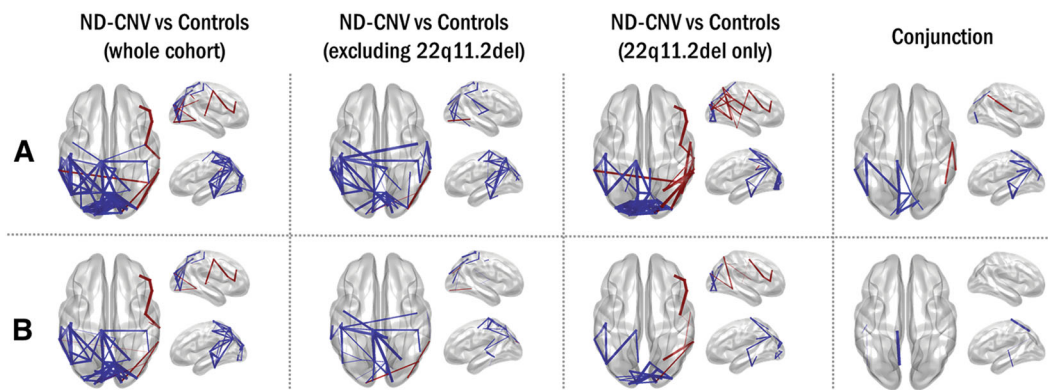 ND-CNV vs Controls
(whole cohort)
ND-CNV vs Controls
(excluding 22q11.2del)
ND-CNV vs Controls
(22q11.2del only)
Conjunction
A
B